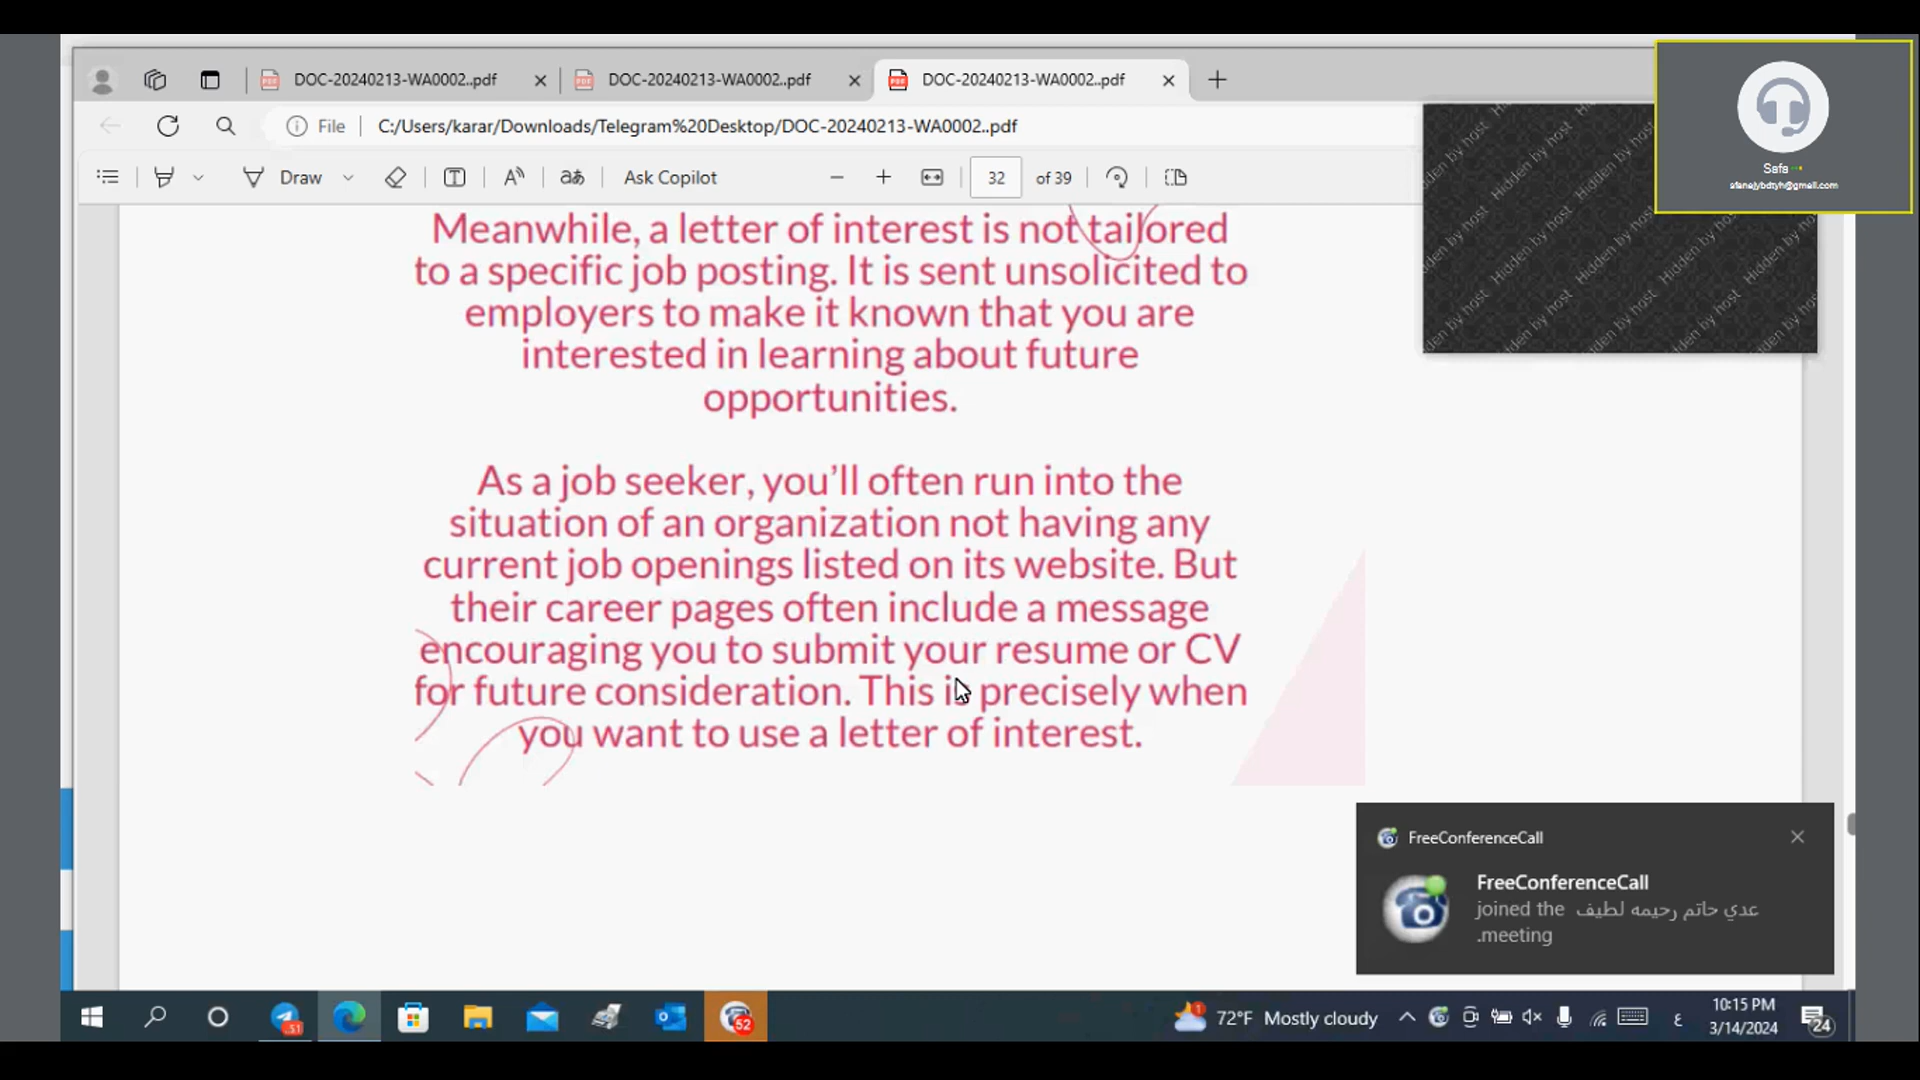 DOC-20240213-WA0002..pdf
DOC-20240213-WA0002..pdf
DOC-20240213-WA0002..pdf
File
C:/Users/karar/Downloads/Telegram%20Desktop/DOC-20240213-WA0002..pdf
Draw
Ask Copilot
32
of 39
Safa
Hidden by host
Meanwhile, a letter of interest is not tailored
to a specific job posting. It is sent unsolicited to
employers to make it known that you are
interested in learning about future
opportunities.
As a job seeker, you'll often run into the
situation of an organization not having any
current job openings listed on its website. But
their career pages often include a message
encouraging you to submit your resume or CV
for future consideration. This is precisely when
you want to use a letter of interest.
FreeConferenceCall
FreeConferenceCall
joined the عدي حاتم رحيمه لطيف
.meeting
51
52
72°F Mostly cloudy
ع
10:15 PM
3/14/2024
24